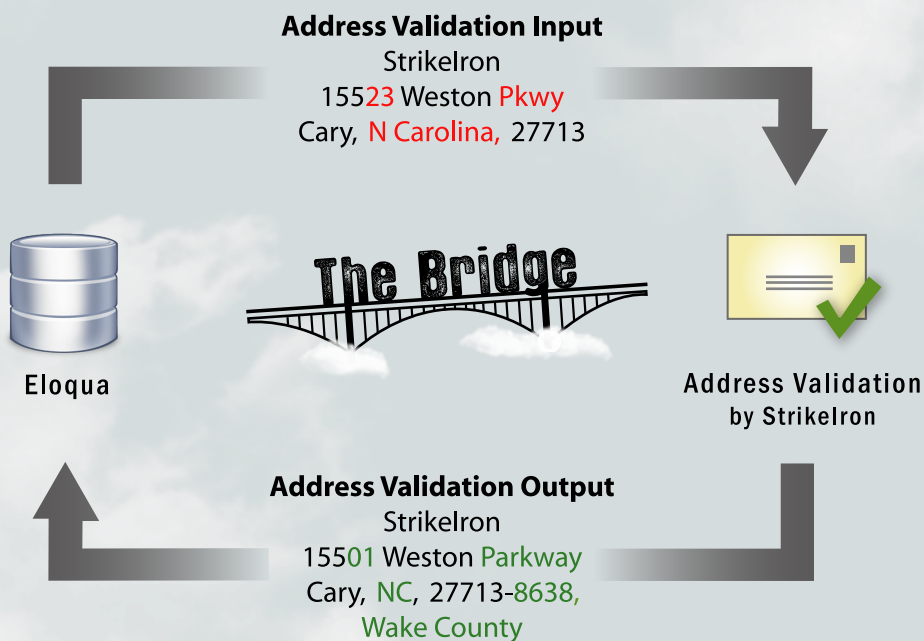 Address Validation Input
StrikeIron
15523 Weston Pkwy
Cary, N Carolina, 27713
The Bridge
Eloqua
Address Validation
by StrikeIron
Address Validation Output
StrikeIron
15501 Weston Parkway
Cary, NC, 27713-8638,
Wake County